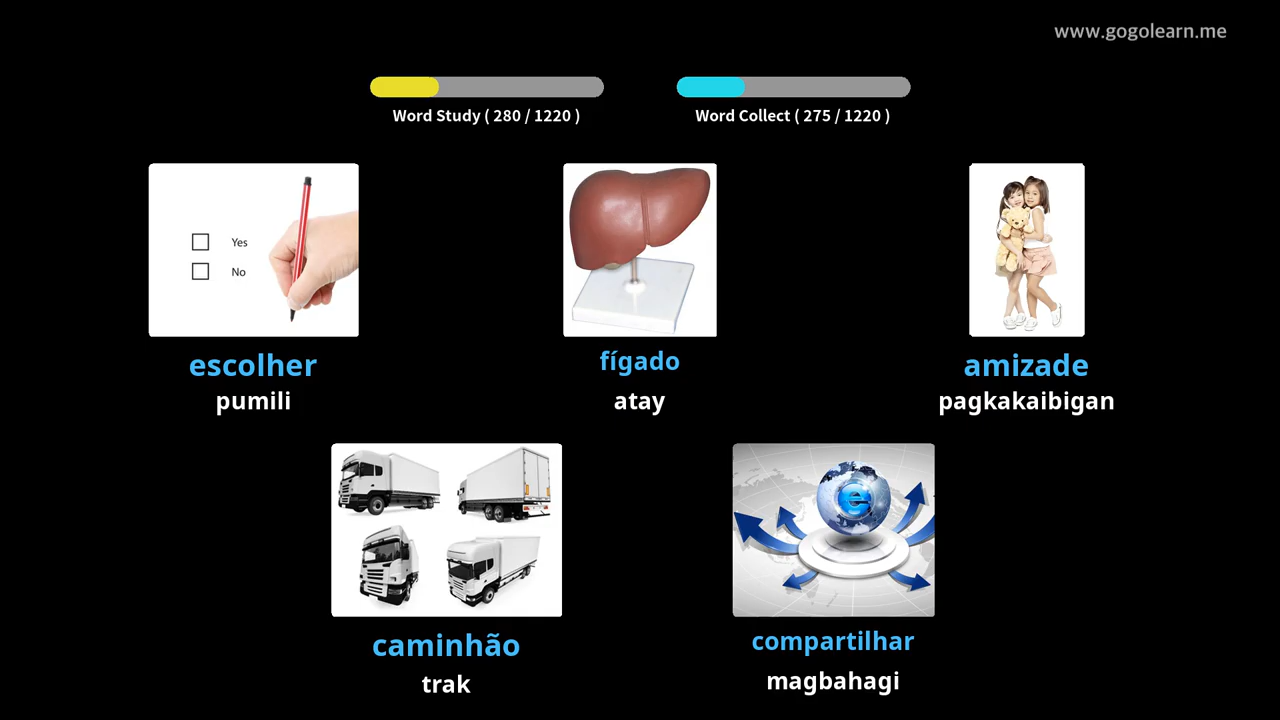 www.gogolearn.me
Word Study ( 280 / 1220 )
Word Collect ( 275 / 1220 )
Yes
No
escolher
pumili
fígado
atay
amizade
pagkakaibigan
e
caminhão
trak
compartilhar
magbahagi